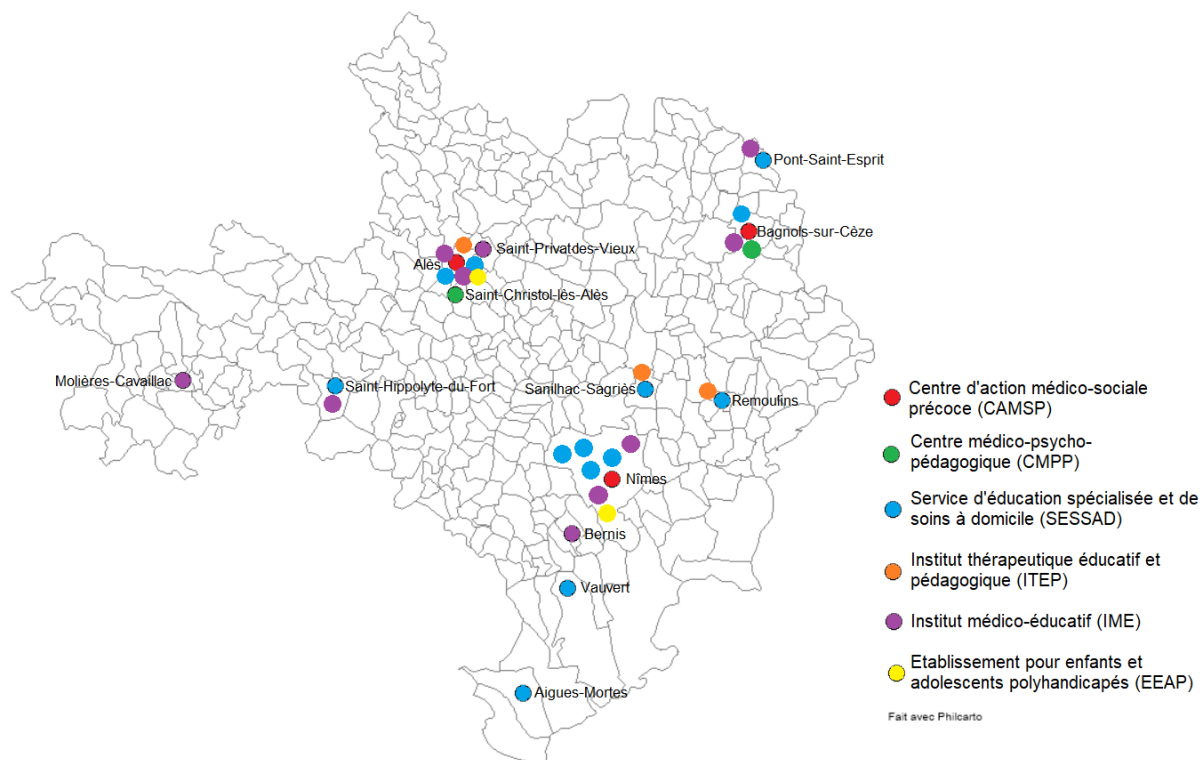 Pont-Saint-Esprit
Bagnols-sur-Cèze
Saint-Privatdes-Vieux
Alès
Saint-Christol-lès-Alès
Molières-Cavaillac
Saint-Hippolyte-du-Fort
Sanilhac-Sagriès
Remoulins
Nîmes
Bernis
Vauvert
Aigues-Mortes
Centre d'action médico-sociale
précoce (CAMSP)
Centre médico-psycho-
pédagogique (CMPP)
Service d'éducation spécialisée et de
soins à domicile (SESSAD)
Institut thérapeutique éducatif et
pédagogique (ITEP)
Institut médico-éducatif (IME)
Etablissement pour enfants et
adolescents polyhandicapés (EEAP)
Fait avec Philcarto